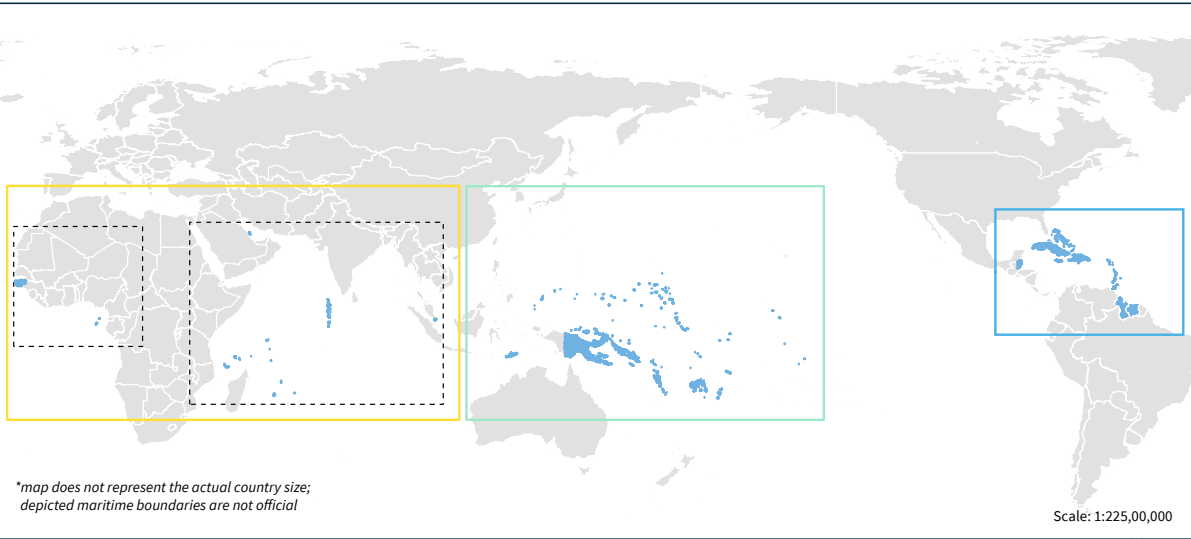 *map does not represent the actual country size;
depicted maritime boundaries are not official
Scale: 1:225,00,000